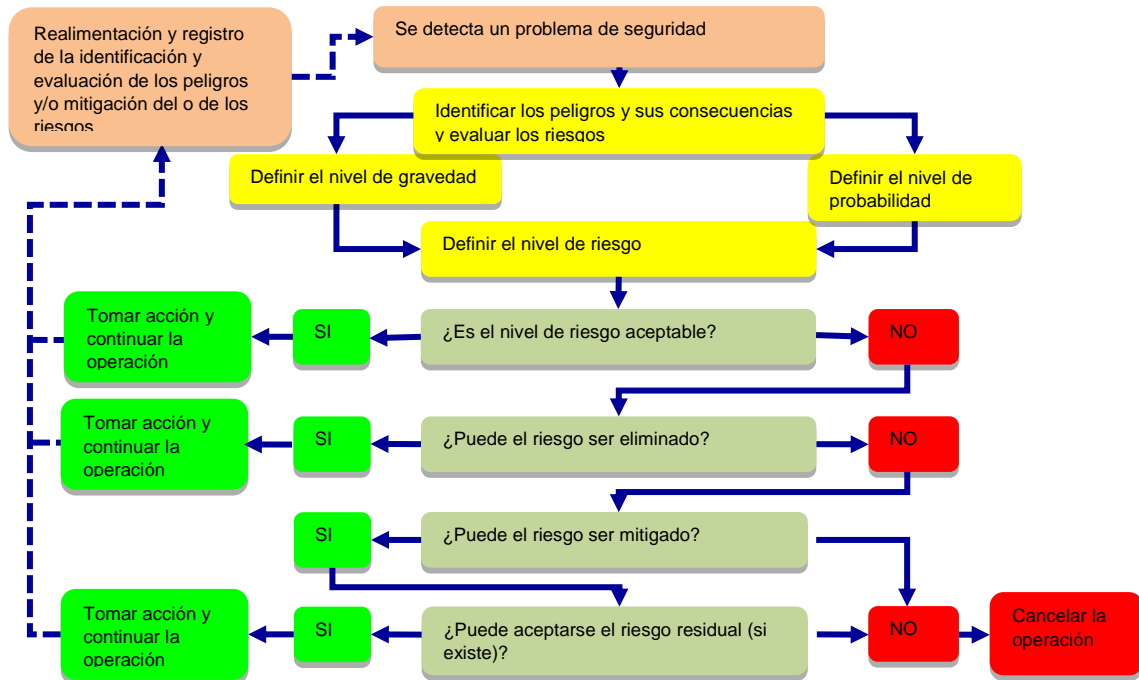 Realimentación y registro
de la identificación y
evaluación de los peligros
y/o mitigación del o de los
riesgos
Se detecta un problema de seguridad
Identificar los peligros y sus consecuencias
y evaluar los riesgos
Definir el nivel de gravedad
Definir el nivel de
probabilidad
Definir el nivel de riesgo
Tomar acción y
continuar la
operación
SI
¿Es el nivel de riesgo aceptable?
NO
Tomar acción y
continuar la
operación
SI
¿Puede el riesgo ser eliminado?
NO
SI
¿Puede el riesgo ser mitigado?
Tomar acción y
continuar la
operación
SI
¿Puede aceptarse el riesgo residual (si
existe)?
NO
Cancelar la
operación